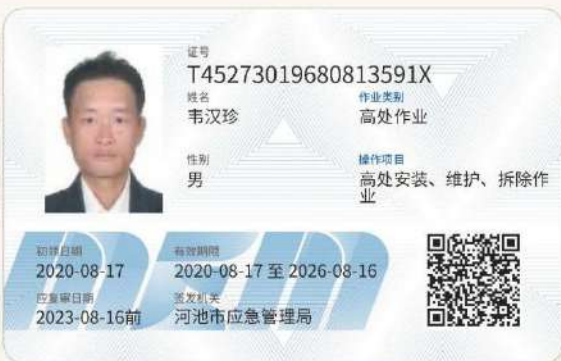 证号
T45273019680813591X
姓名
韦汉珍
作业类别
高处作业
性别
男
操作项目
高处安装、维护、拆除作
业
初领日期
2020-08-17
有效期限
2020-08-17 至 2026-08-16
应复审日期
2023-08-16前
签发机关
河池市应急管理局